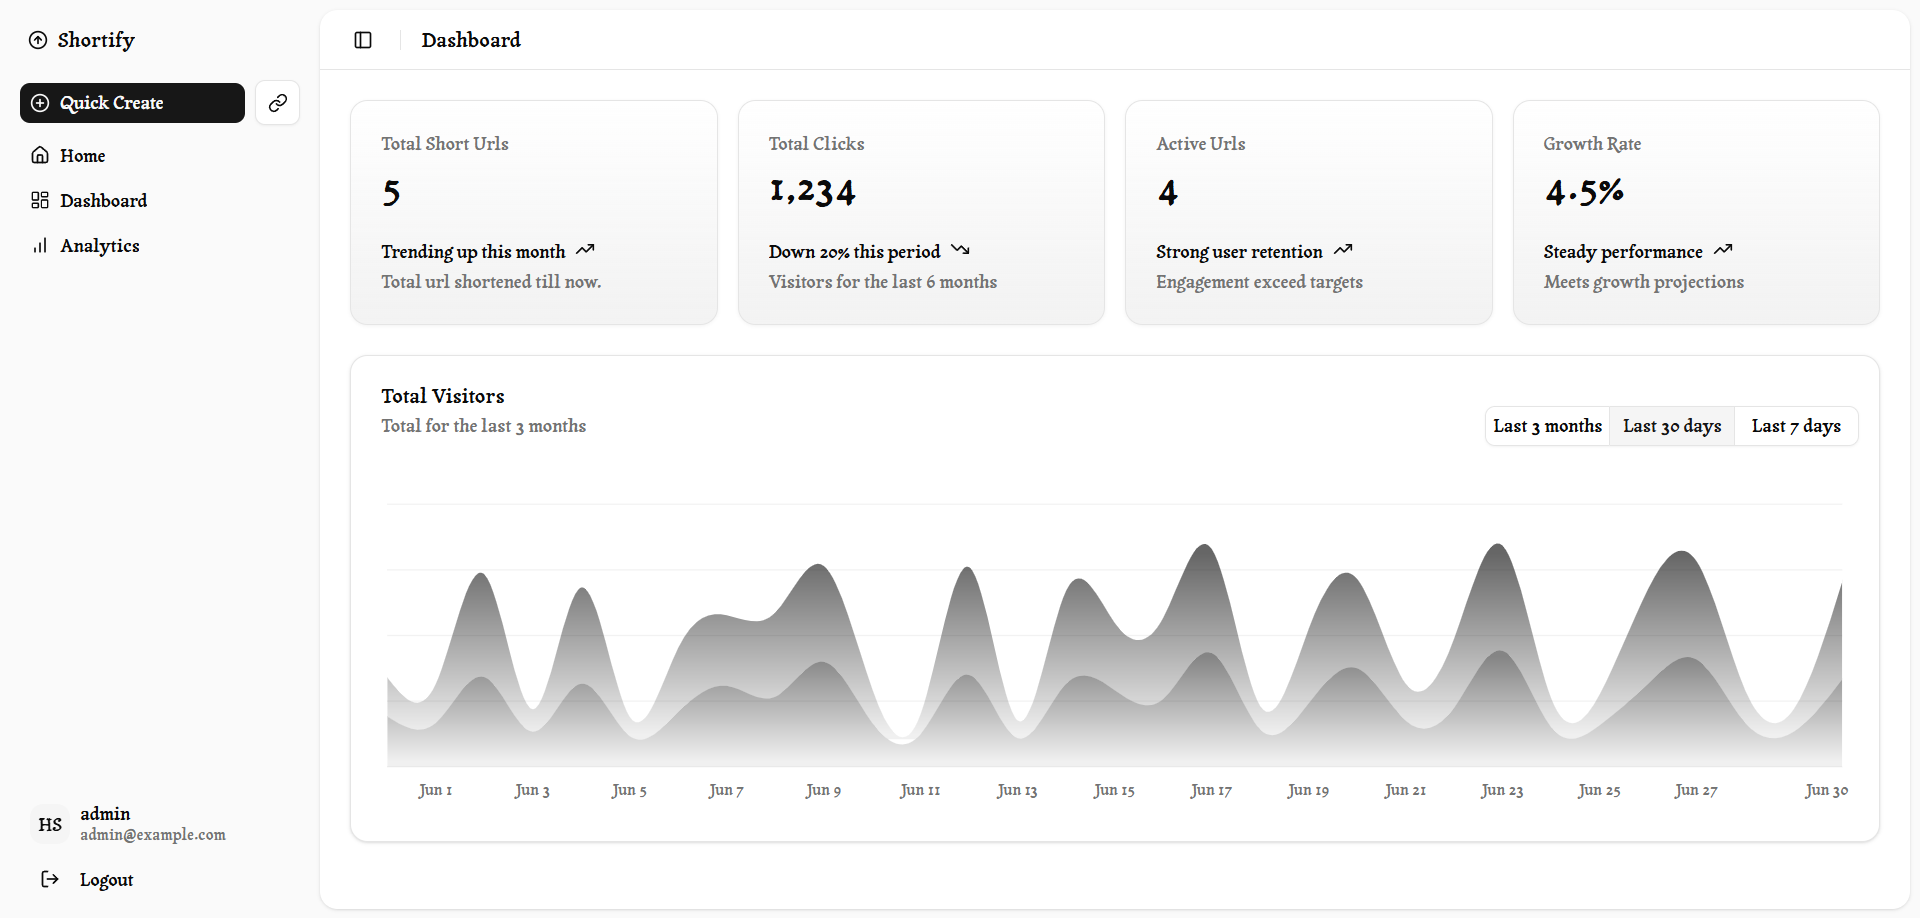 Shortify
Quick Create
Home
Dashboard
Analytics
admin
HS
admin@example.com
Logout
Dashboard
Total Short Urls
5
Trending up this month
Total url shortened till now.
Total Clicks
1,234
Down 20% this period
Visitors for the last 6 months
Active Urls
4
Strong user retention
Engagement exceed targets
Growth Rate
4.5%
Steady performance
Meets growth projections
Total Visitors
Total for the last 3 months
Last 3 months
Last 30 days
Last 7 days
Jun 1 Jun 3 Jun 5 Jun 7 Jun 9 Jun 11 Jun 13 Jun 15 Jun 17 Jun 19 Jun 21 Jun 23 Jun 25 Jun 27 Jun 30